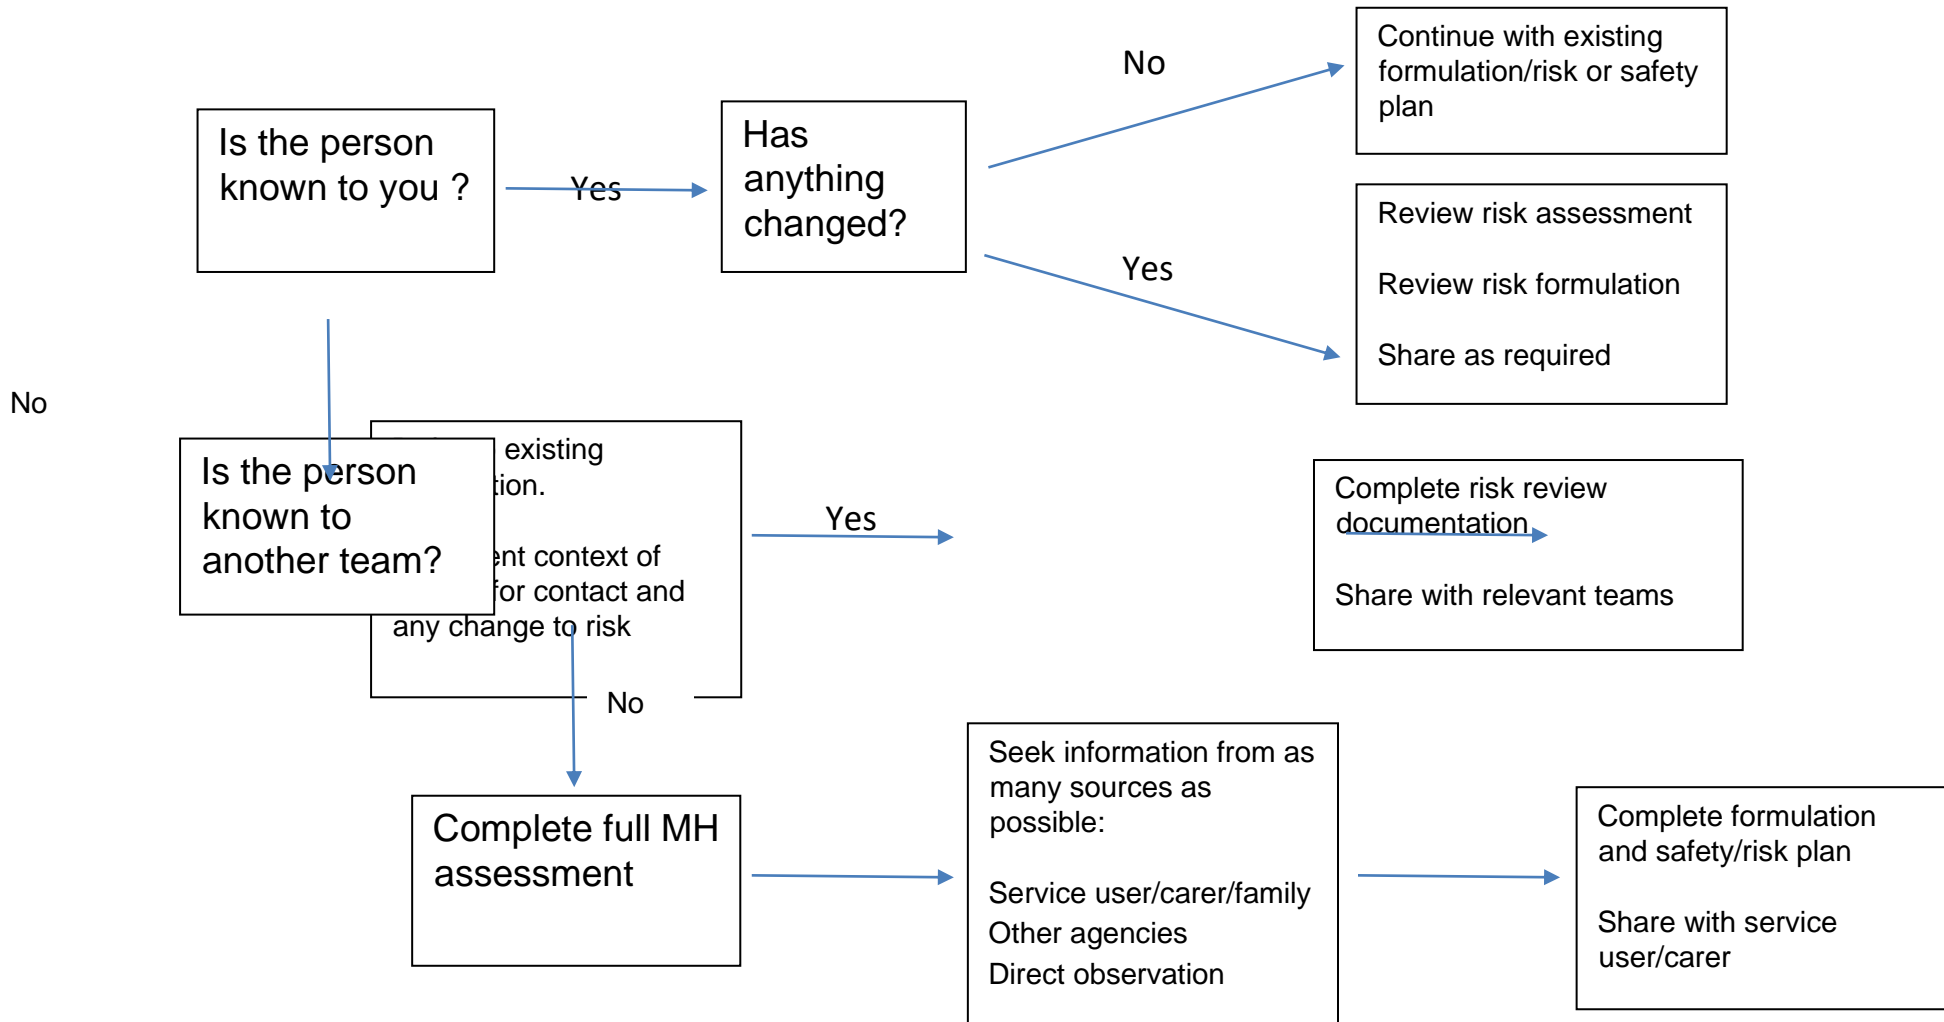 No
Continue with existing
formulation/risk or safety
plan
Is the person
known to you ?
Yes
Has
anything
changed?
Review risk assessment
Review risk formulation
Share as required
Yes
No
Is the person
known to
another team?
existing
context of
for contact and
any change to risk
Yes
Complete risk review
documentation
Share with relevant teams
No
Complete full MH
assessment
Seek information from as
many sources as
possible:
Service user/carer/family
Other agencies
Direct observation
Complete formulation
and safety/risk plan
Share with service
user/carer